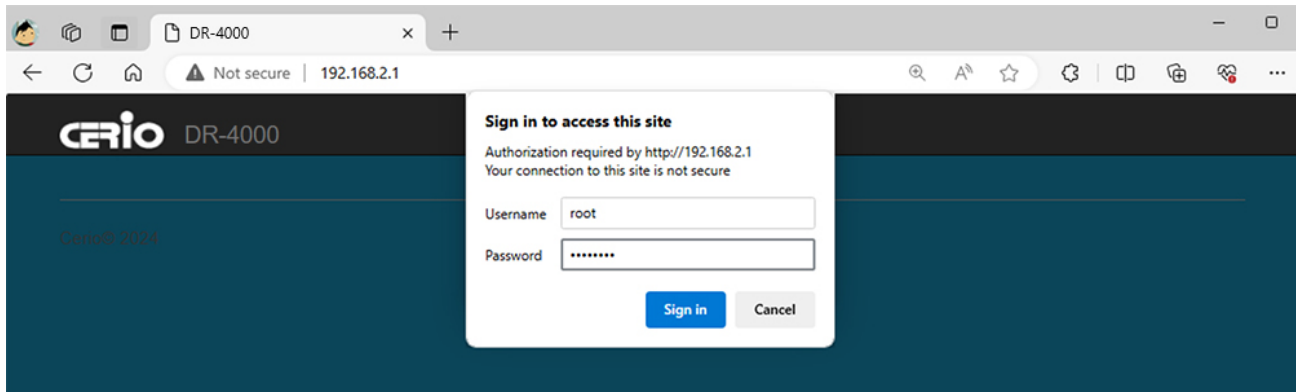 DR-4000
Not secure 192.168.2.1
CERIO DR-4000
Sign in to access this site
Authorization required by http://192.168.2.1
Your connection to this site is not secure
Username root
Password ••••••••
Sign in Cancel
Cerio© 2024